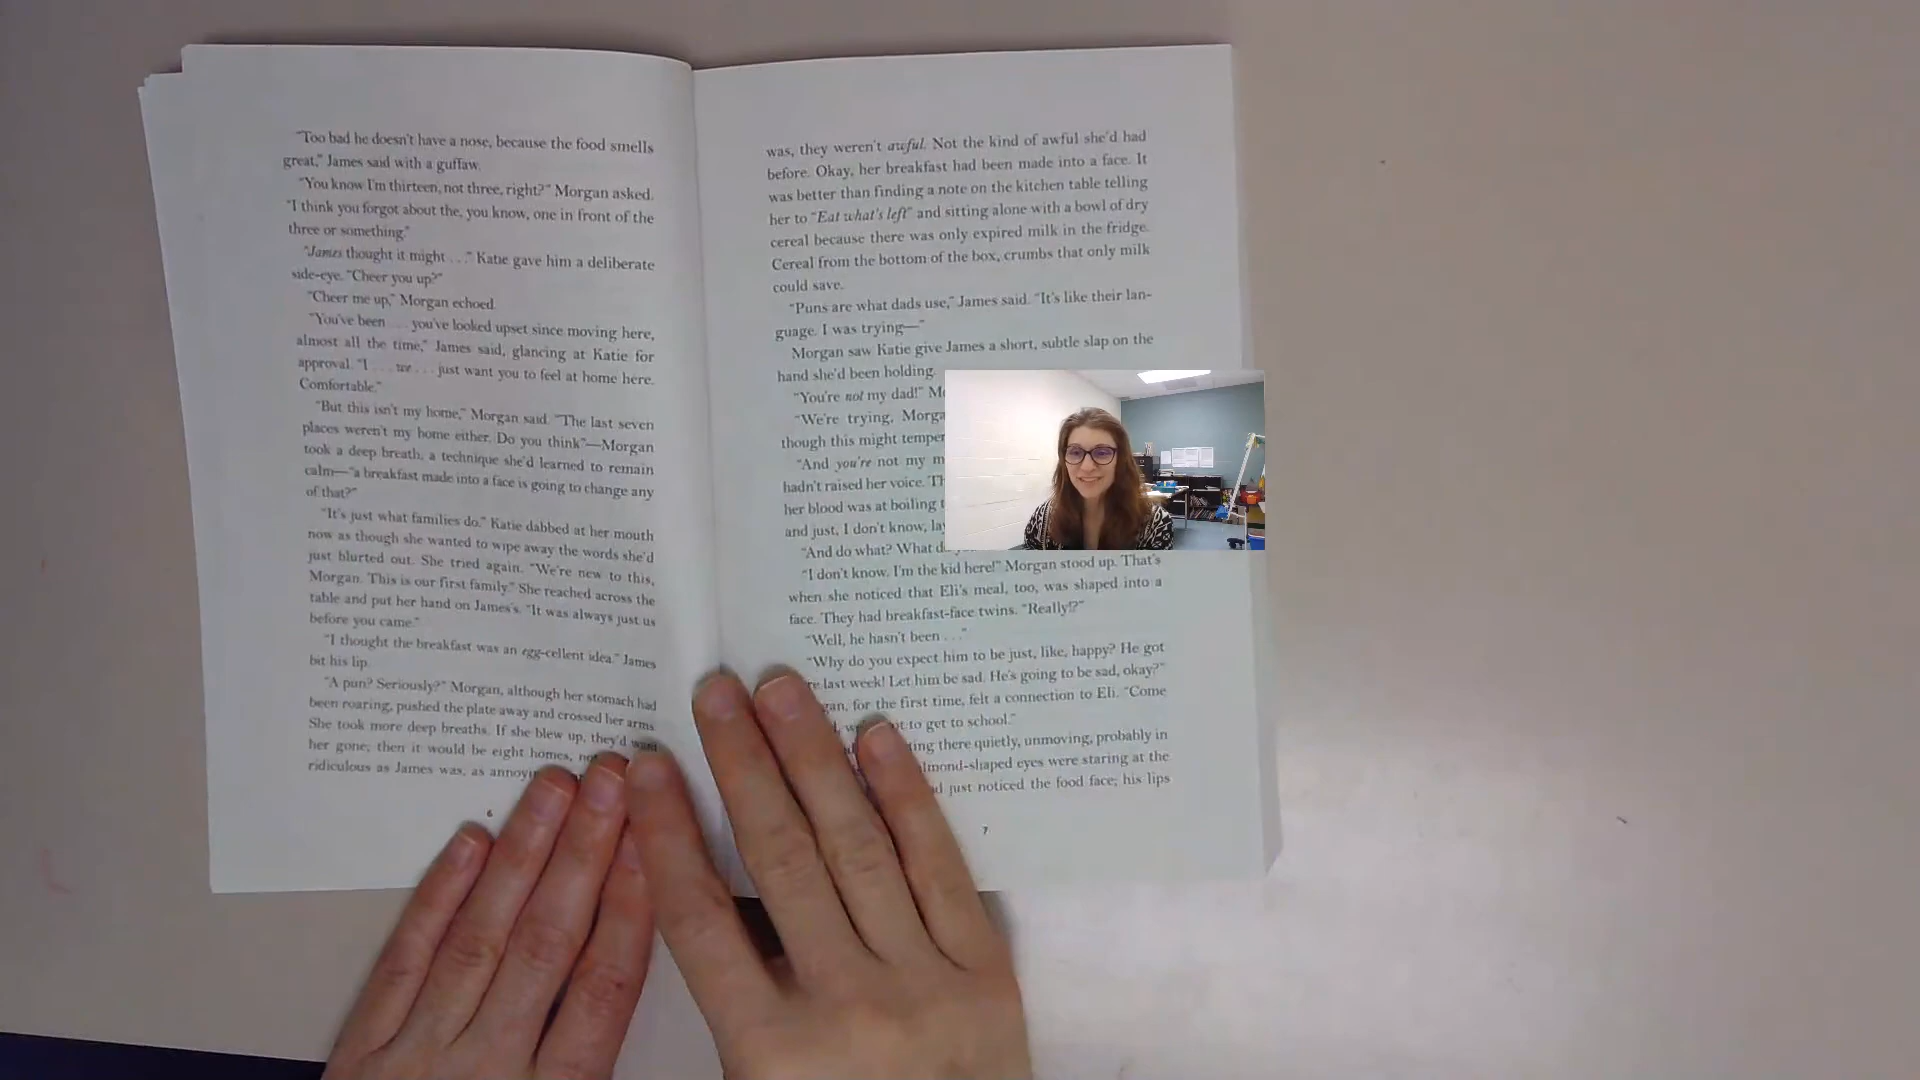 "Too bad he doesn't have a nose, because the food smells
great," James said with a guffaw.
"You know I'm thirteen, not three, right?" Morgan asked.
"I think you forgot about the, you know, one in front of the
three or something."
"James thought it might . . ." Katie gave him a deliberate
side-eye. "Cheer you up?"
"Cheer me up," Morgan echoed.
"You've been . . . you've looked upset since moving here,
almost all the time," James said, glancing at Katie for
approval. "I . . . we . . . just want you to feel at home here.
Comfortable."
"But this isn't my home," Morgan said. "The last seven
places weren't my home either. Do you think"—Morgan
took a deep breath, a technique she'd learned to remain
calm—"a breakfast made into a face is going to change any
of that?"
"It's just what families do." Katie dabbed at her mouth
now as though she wanted to wipe away the words she'd
just blurted out. She tried again. "We're new to this,
Morgan. This is our first family." She reached across the
table and put her hand on James's. "It was always just us
before you came."
"I thought the breakfast was an egg-cellent idea." James
bit his lip.
"A pun? Seriously?" Morgan, although her stomach had
been roaring, pushed the plate away and crossed her arms.
She took more deep breaths. If she blew up, they'd want
her gone; then it would be eight homes,
ridiculous as James was, as
6
was, they weren't awful. Not the kind of awful she'd had
before. Okay, her breakfast had been made into a face. It
was better than finding a note on the kitchen table telling
her to "Eat what's left" and sitting alone with a bowl of dry
cereal because there was only expired milk in the fridge.
Cereal from the bottom of the box, crumbs that only milk
could save.
"Puns are what dads use," James said. "It's like their lan-
guage. I was trying—"
Morgan saw Katie give James a short, subtle slap on the
hand she'd been holding.
"You're not my dad!"
"We're trying,
though this might
"And you're not my
hadn't raised her voice.
her blood was at boiling
and just, I don't know,
"And do what? What
"I don't know. I'm the kid here!" Morgan stood up. That's
when she noticed that Eli's meal, too, was shaped into a
face. They had breakfast-face twins. "Really!?"
"Well, he hasn't been . . ."
"Why do you expect him to be just, like, happy? He got
last week! Let him be sad. He's going to be sad, okay?"
for the first time, felt a connection to Eli. "Come
to get to school."
there quietly, unmoving, probably in
eyes were staring at the
just noticed the food face; his lips
7